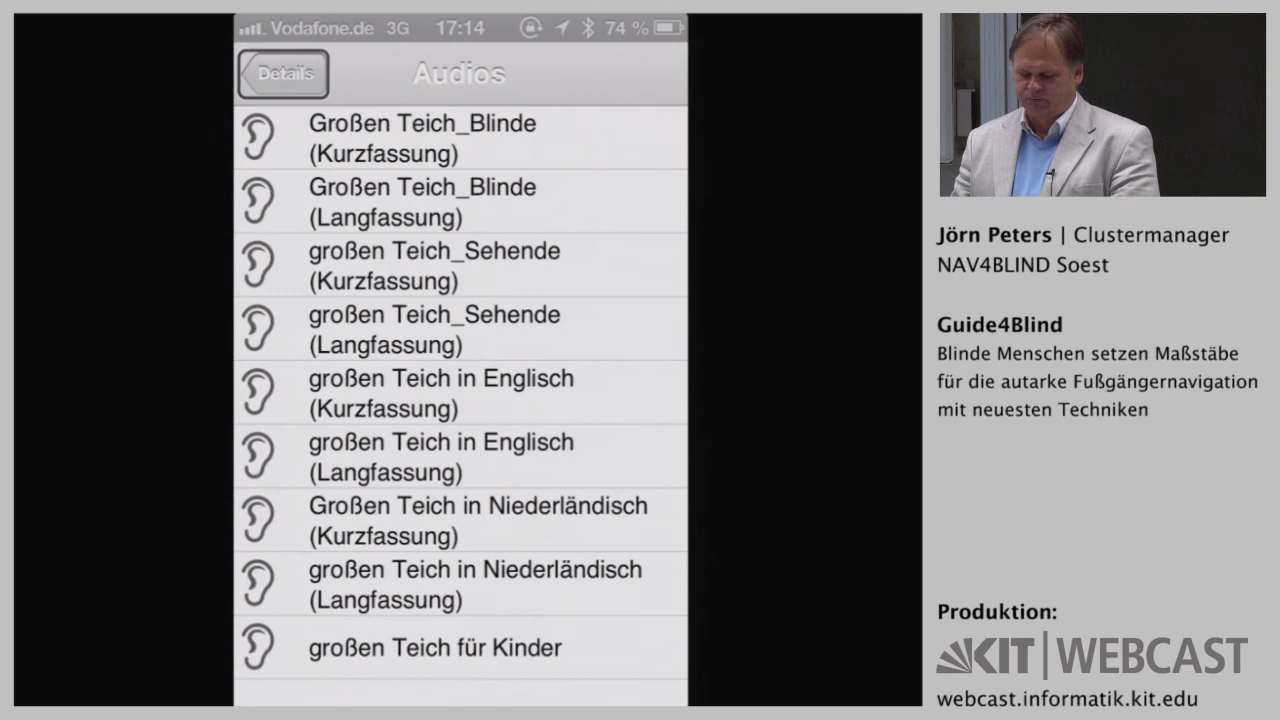 Vodafone.de 3G 17:14 74 %
Details Audios
Großen Teich_Blinde
(Kurzfassung)
Großen Teich_Blinde
(Langfassung)
großen Teich_Sehende
(Kurzfassung)
großen Teich_Sehende
(Langfassung)
großen Teich in Englisch
(Kurzfassung)
großen Teich in Englisch
(Langfassung)
Großen Teich in Niederländisch
(Kurzfassung)
großen Teich in Niederländisch
(Langfassung)
großen Teich für Kinder
Jörn Peters | Clustermanager
NAV4BLIND Soest
Guide4Blind
Blinde Menschen setzen Maßstäbe
für die autarke Fußgängernavigation
mit neuesten Techniken
Produktion:
KIT | WEBCAST
webcast.informatik.kit.edu